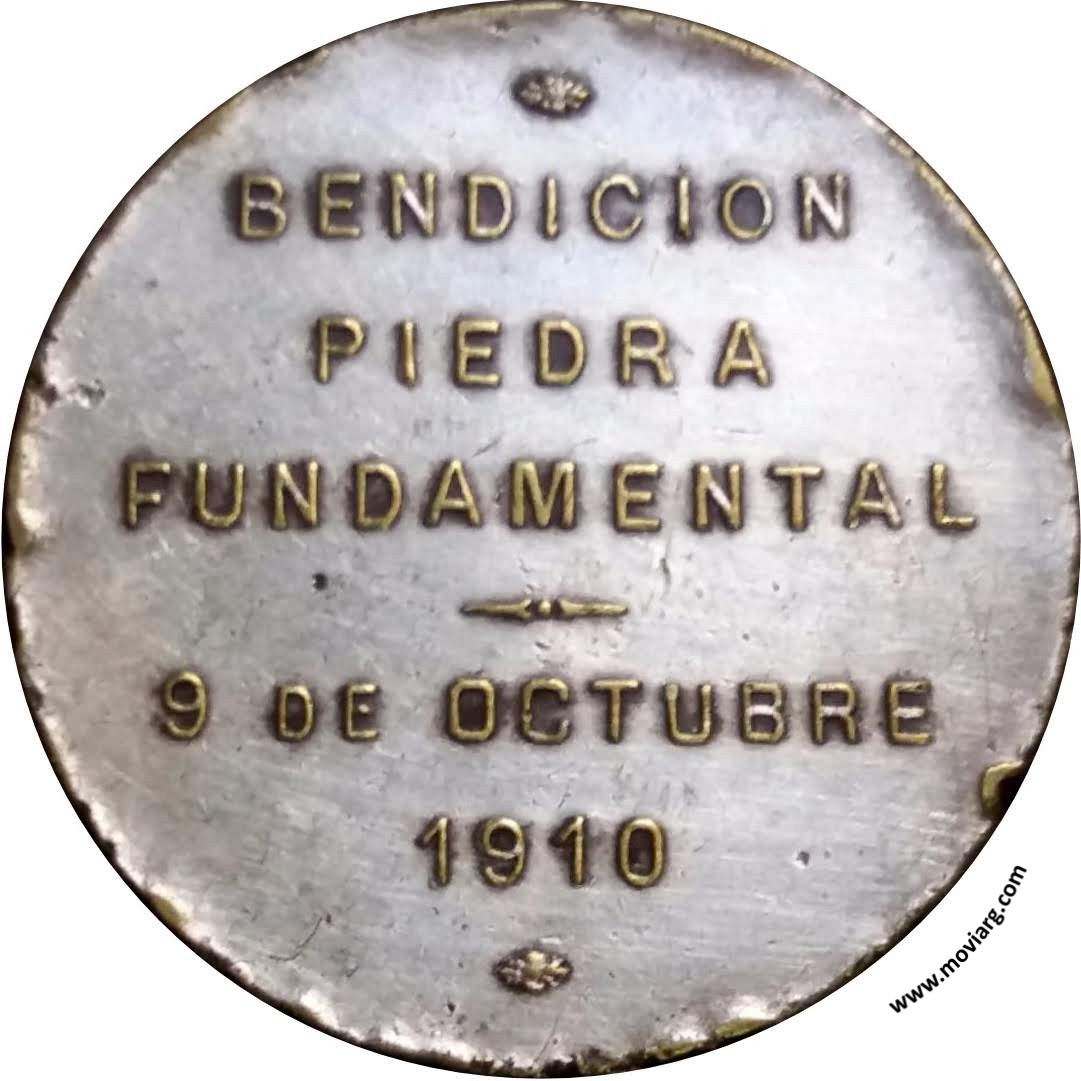 BENDICION
PIEDRA
FUNDAMENTAL
9 DE OCTUBRE
1910
www.moviarg.com